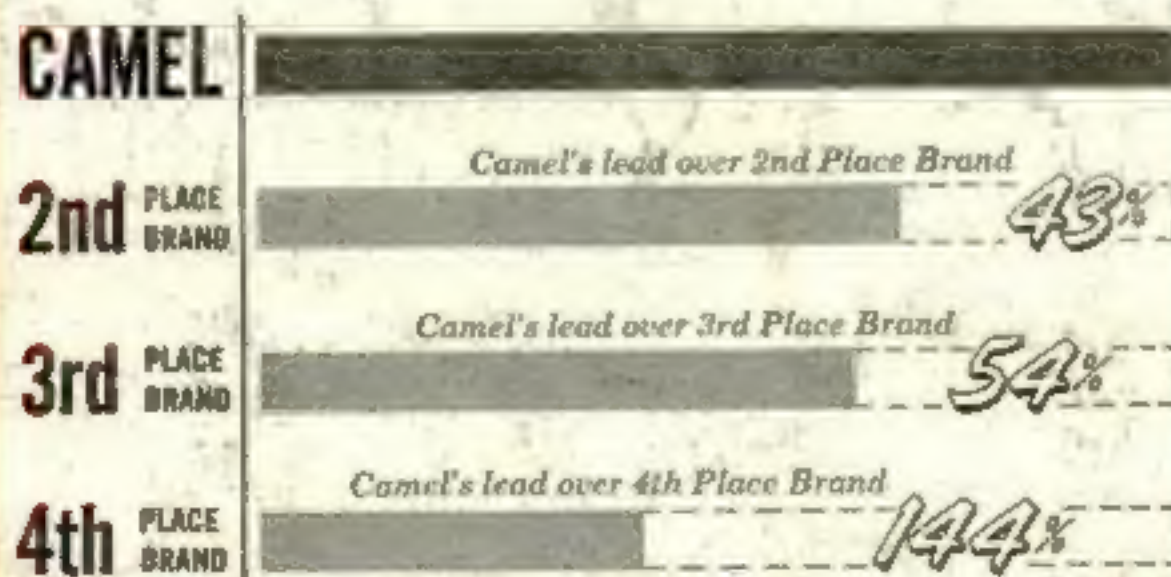 CAMEL
Camel's lead over 2nd Place Brand
2nd PLACE BRAND
43%
Camel's lead over 3rd Place Brand
3rd PLACE BRAND
54%
Camel's lead over 4th Place Brand
4th PLACE BRAND
144%